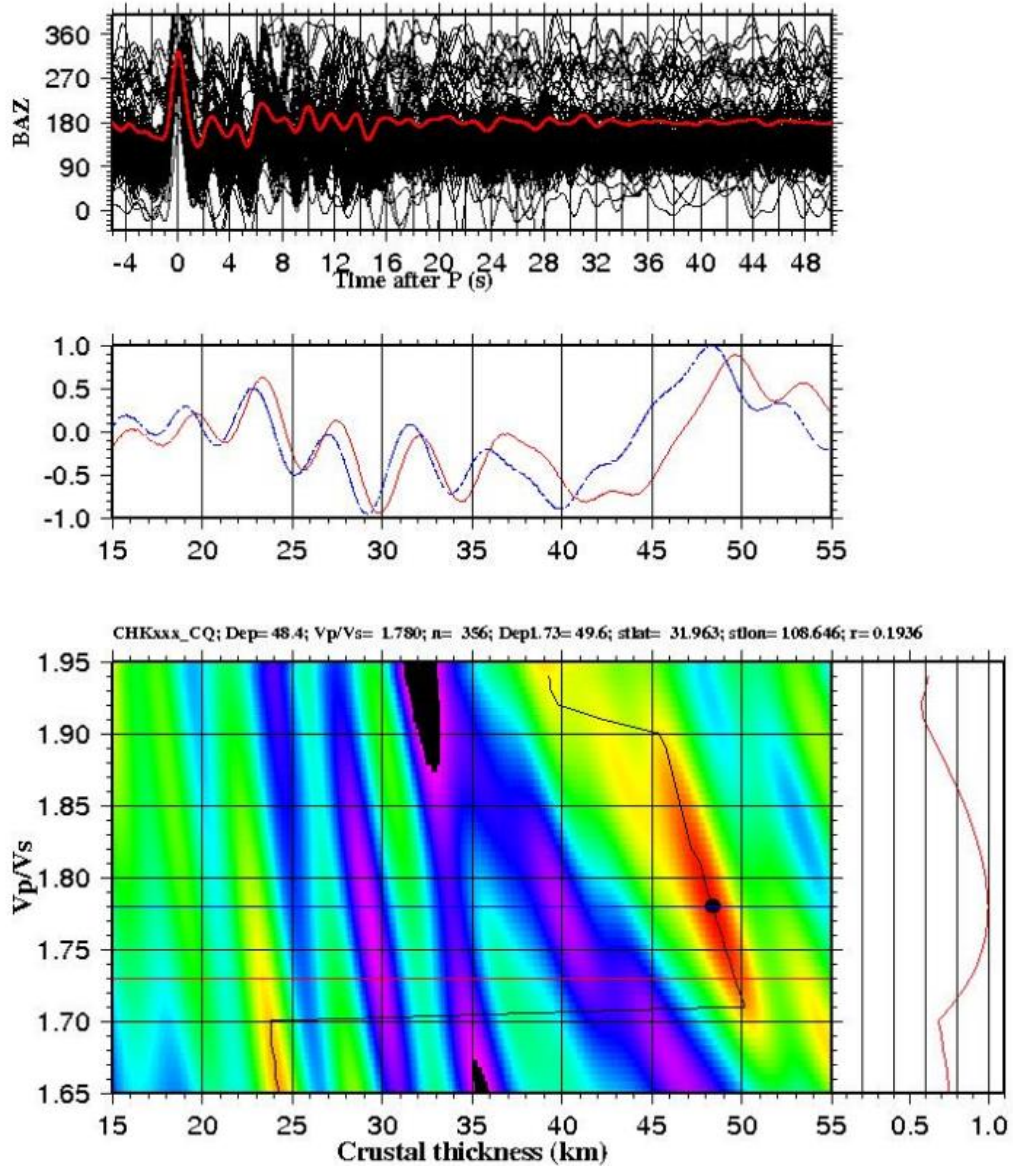 360
270
180
90
0
BAZ
-4 0 4 8 12 16 20 24 28 32 36 40 44 48
Time after P (s)
1.0
0.5
0.0
-0.5
-1.0
15 20 25 30 35 40 45 50 55
CHKxxx_CQ; Dep= 48.4; Vp/Vs= 1.780; n= 356; Dep1.73= 49.6; stlat= 31.963; stlon= 108.646; r= 0.1936
1.95
1.90
1.85
1.80
1.75
1.70
1.65
Vp/Vs
15 20 25 30 35 40 45 50 55 0.5 1.0
Crustal thickness (km)